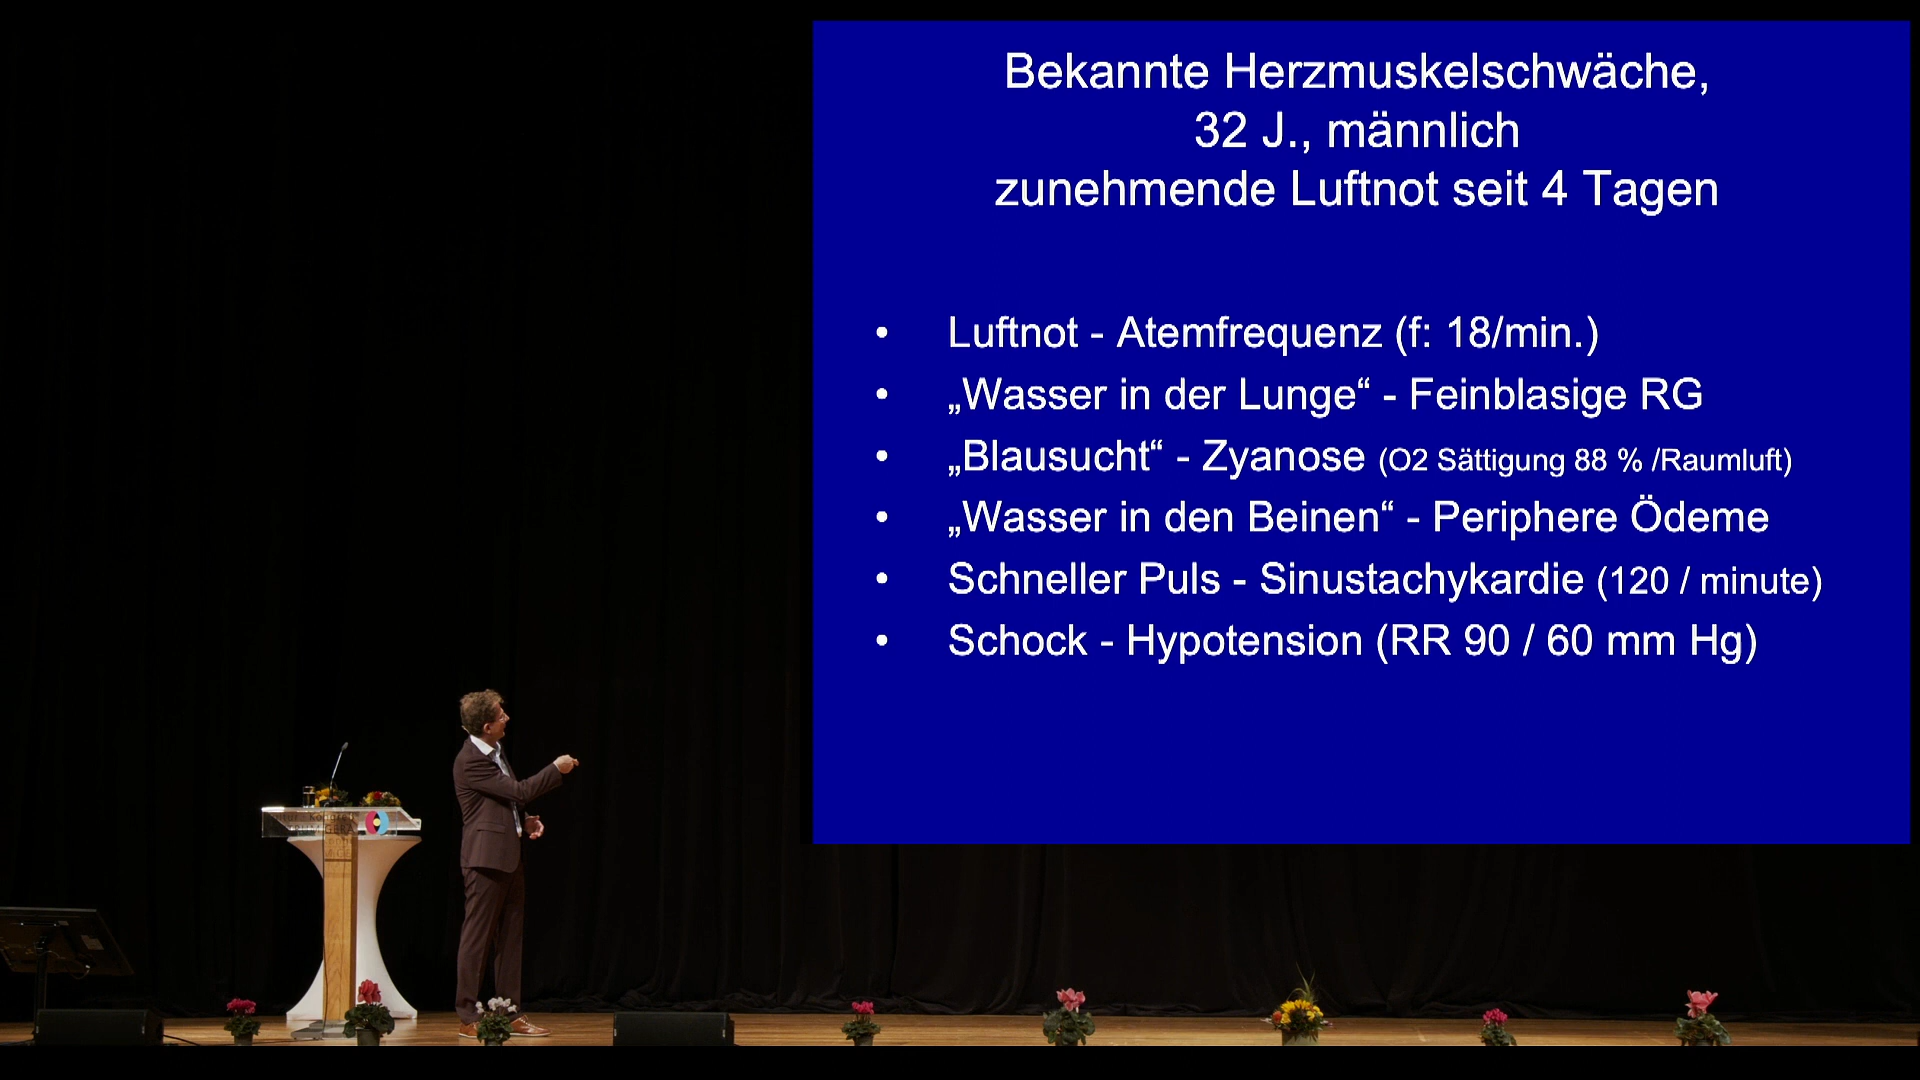 Bekannte Herzmuskelschwäche,
32 J., männlich
zunehmende Luftnot seit 4 Tagen
• Luftnot - Atemfrequenz (f: 18/min.)
• „Wasser in der Lunge“ - Feinblasige RG
• „Blausucht“ - Zyanose (O2 Sättigung 88 % /Raumluft)
• „Wasser in den Beinen“ - Periphere Ödeme
• Schneller Puls - Sinustachykardie (120 / minute)
• Schock - Hypotension (RR 90 / 60 mm Hg)